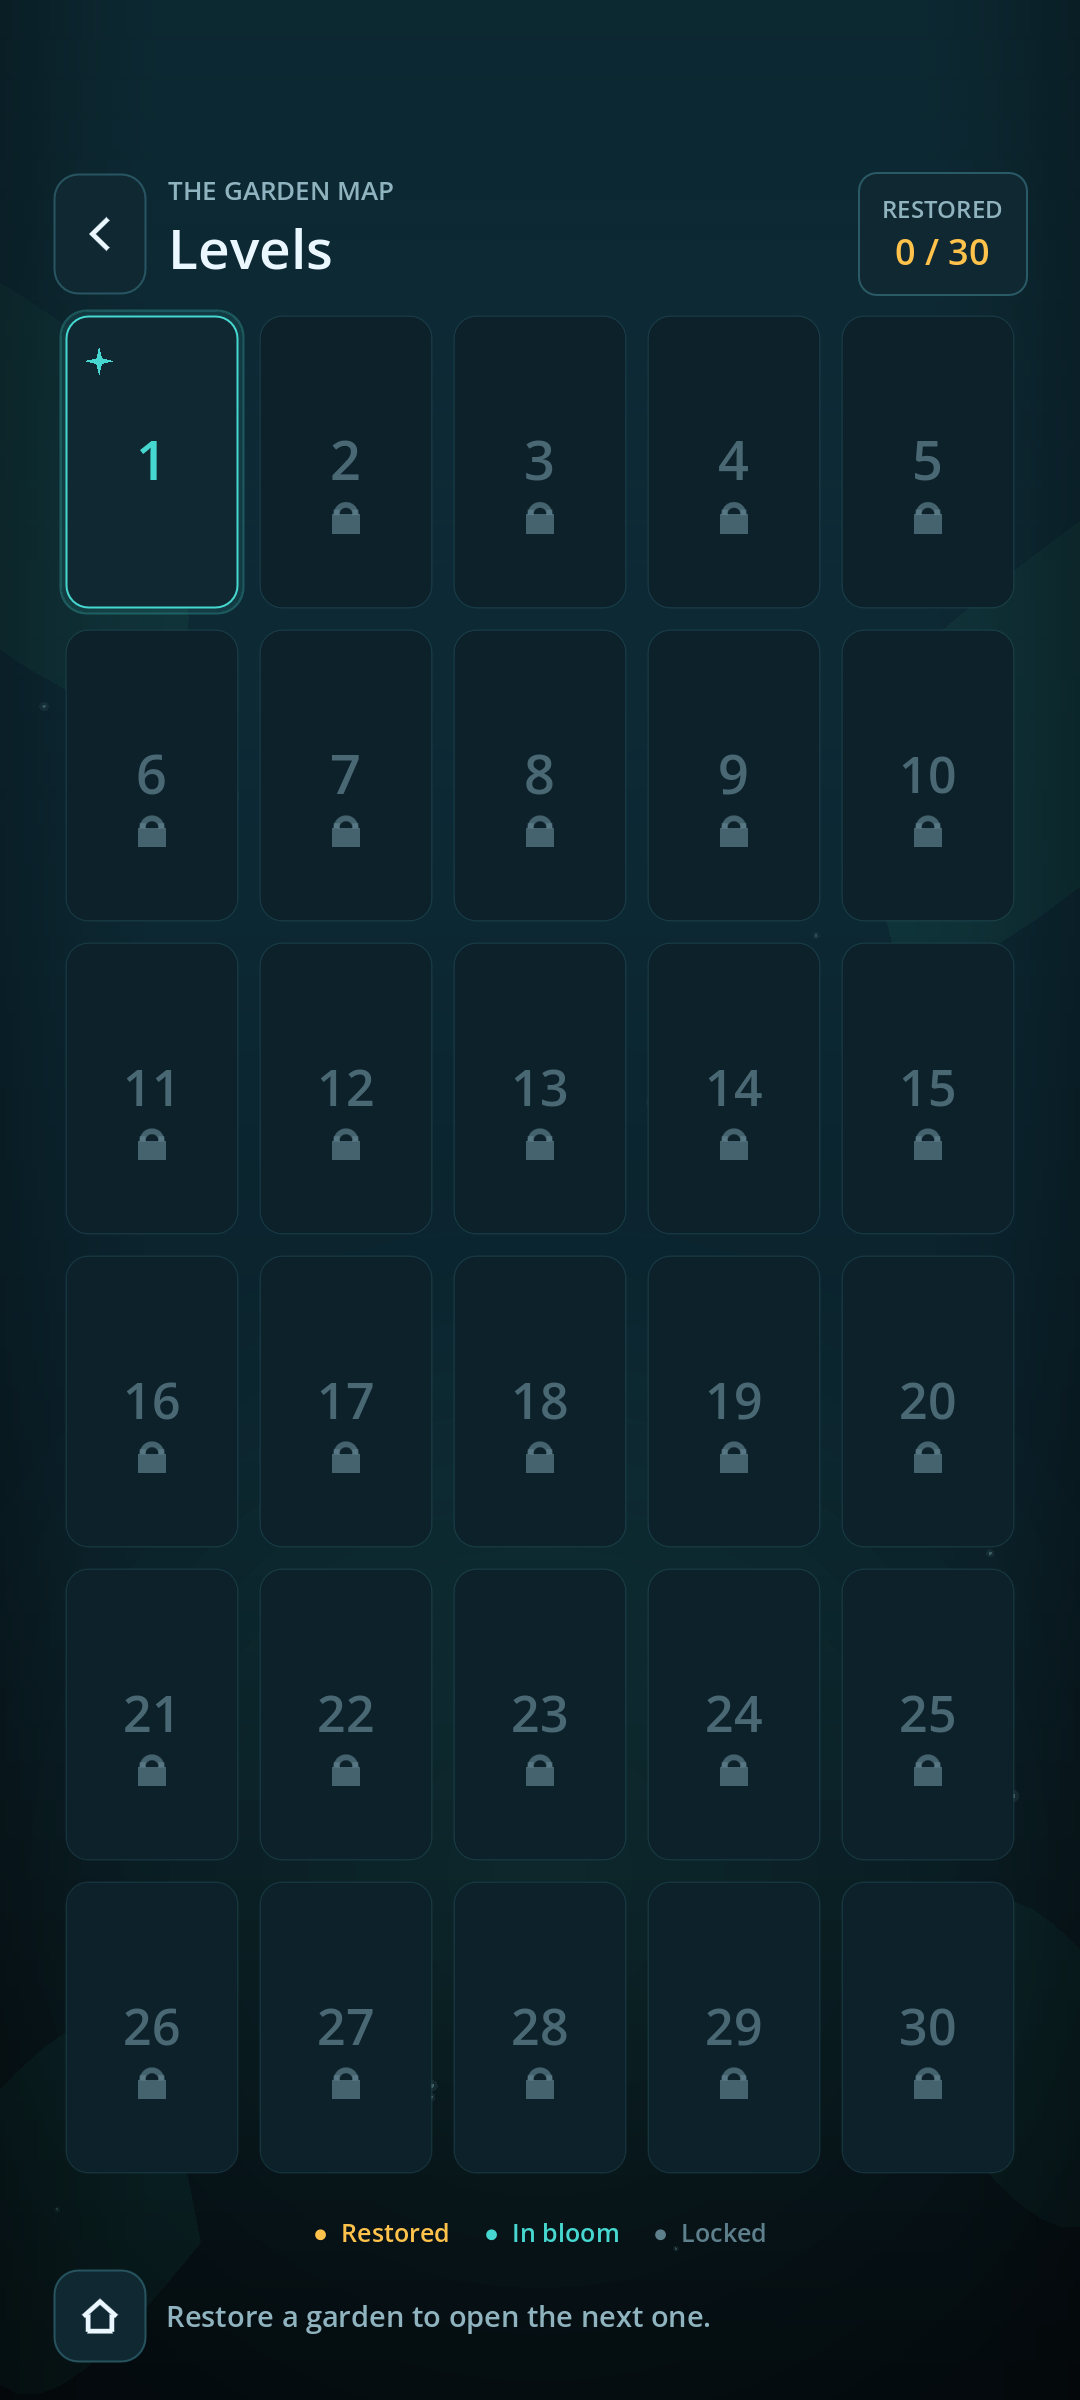 THE GARDEN MAP
Levels
RESTORED
0 / 30
1 2 3 4 5
6 7 8 9 10
11 12 13 14 15
16 17 18 19 20
21 22 23 24 25
26 27 28 29 30
Restored In bloom Locked
Restore a garden to open the next one.